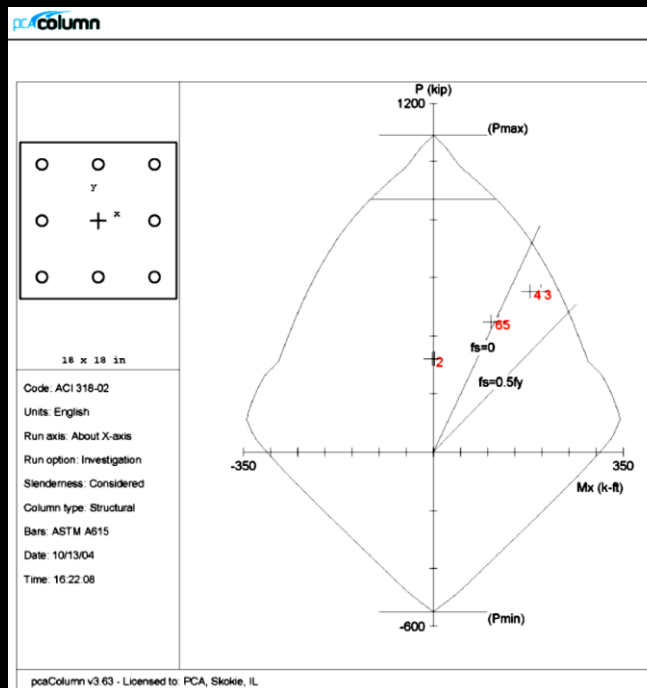 pcAcolumn
P (kip)
1200
(Pmax)
y
x
4 3
65
fs=0
2
fs=0.5fy
18 x 18 in
Code: ACI 318-02
Units: English
Run axis: About X-axis
Run option: Investigation
Slenderness: Considered
Column type: Structural
Bars: ASTM A615
Date: 10/13/04
Time: 16:22:08
-350
350
Mx (k-ft)
-600
(Pmin)
pcaColumn v3.63 - Licensed to: PCA, Skokie, IL